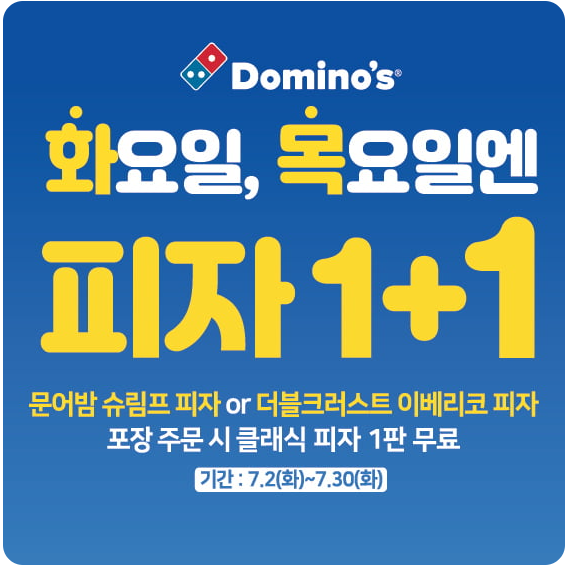 Domino's®
화요일, 목요일엔
피자 1+1
문어밤 슈림프 피자 or 더블크러스트 이베리코 피자
포장 주문 시 클래식 피자 1판 무료
기간 : 7.2(화)~7.30(화)